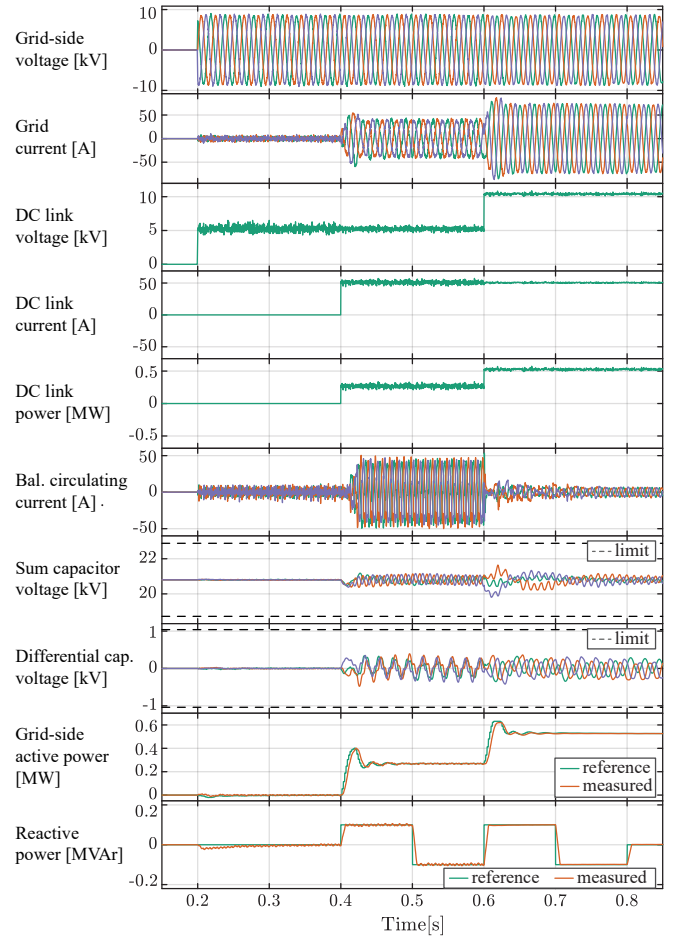 Grid-side
voltage [kV]
10
0
-10
Grid
current [A]
50
0
-50
DC link
voltage [kV]
10
5
0
DC link
current [A]
50
0
-50
DC link
power [MW]
0.5
0
-0.5
Bal. circulating
current [A] .
50
0
-50
Sum capacitor
voltage [kV]
22
20
limit
Differential cap.
voltage [kV]
1
0
-1
limit
Grid-side
active power
[MW]
0.6
0.4
0.2
0
reference
measured
Reactive
power [MVAr]
0.2
0
-0.2
reference measured
0.2 0.3 0.4 0.5 0.6 0.7 0.8
Time[s]